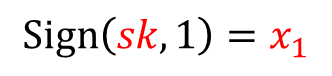 Sign(sk, 1) = x₁